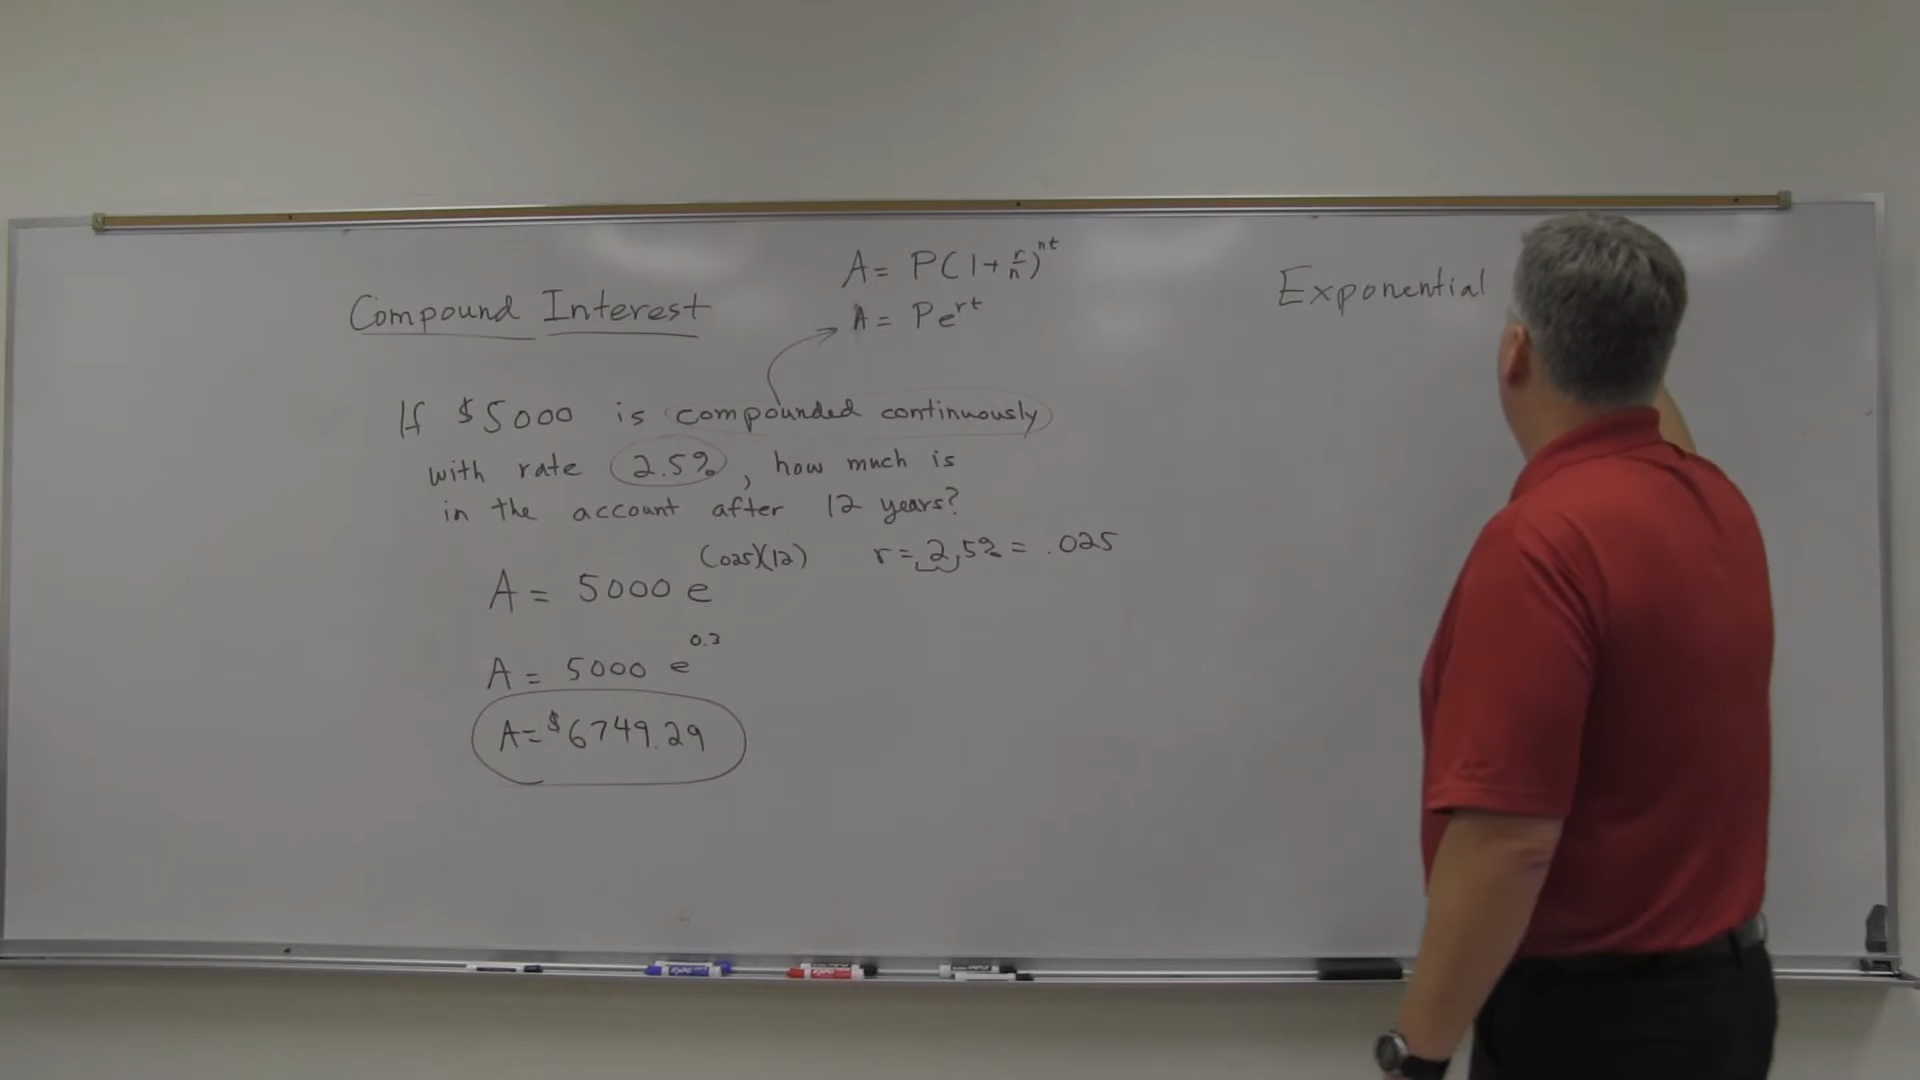 Compound Interest
A = P(1+r/n)^nt
A = Pe^rt
If $5000 is compounded continuously
with rate 2.5%, how much is
in the account after 12 years?
A = 5000 e^(025)(12)
r = 2.5% = .025
A = 5000 e^0.3
A = $6749.29
Exponential